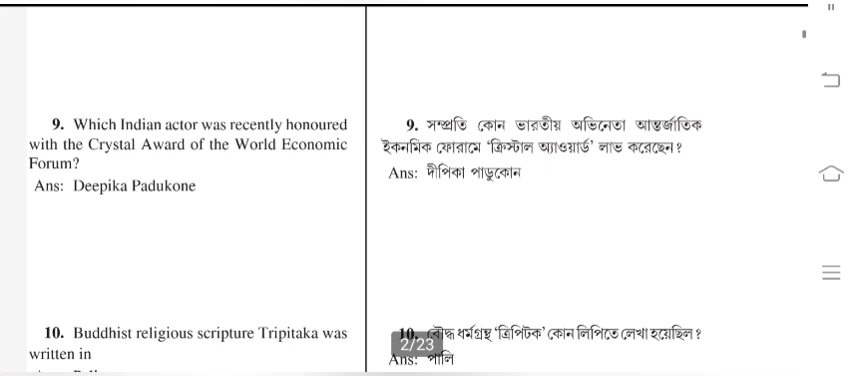 9. Which Indian actor was recently honoured
with the Crystal Award of the World Economic
Forum?
Ans: Deepika Padukone
10. Buddhist religious scripture Tripitaka was
written in
9. সম্প্রতি কোন ভারতীয় অভিনেতা আন্তর্জাতিক
ইকনমিক ফোরামে ‘ক্রিস্টাল অ্যাওয়ার্ড’ লাভ করেছেন?
Ans: দীপিকা পাড়ুকোন
10. বৌদ্ধ ধর্মগ্রন্থ ‘ত্রিপিটক’ কোন লিপিতে লেখা হয়েছিল?
2/23
Ans: পালি